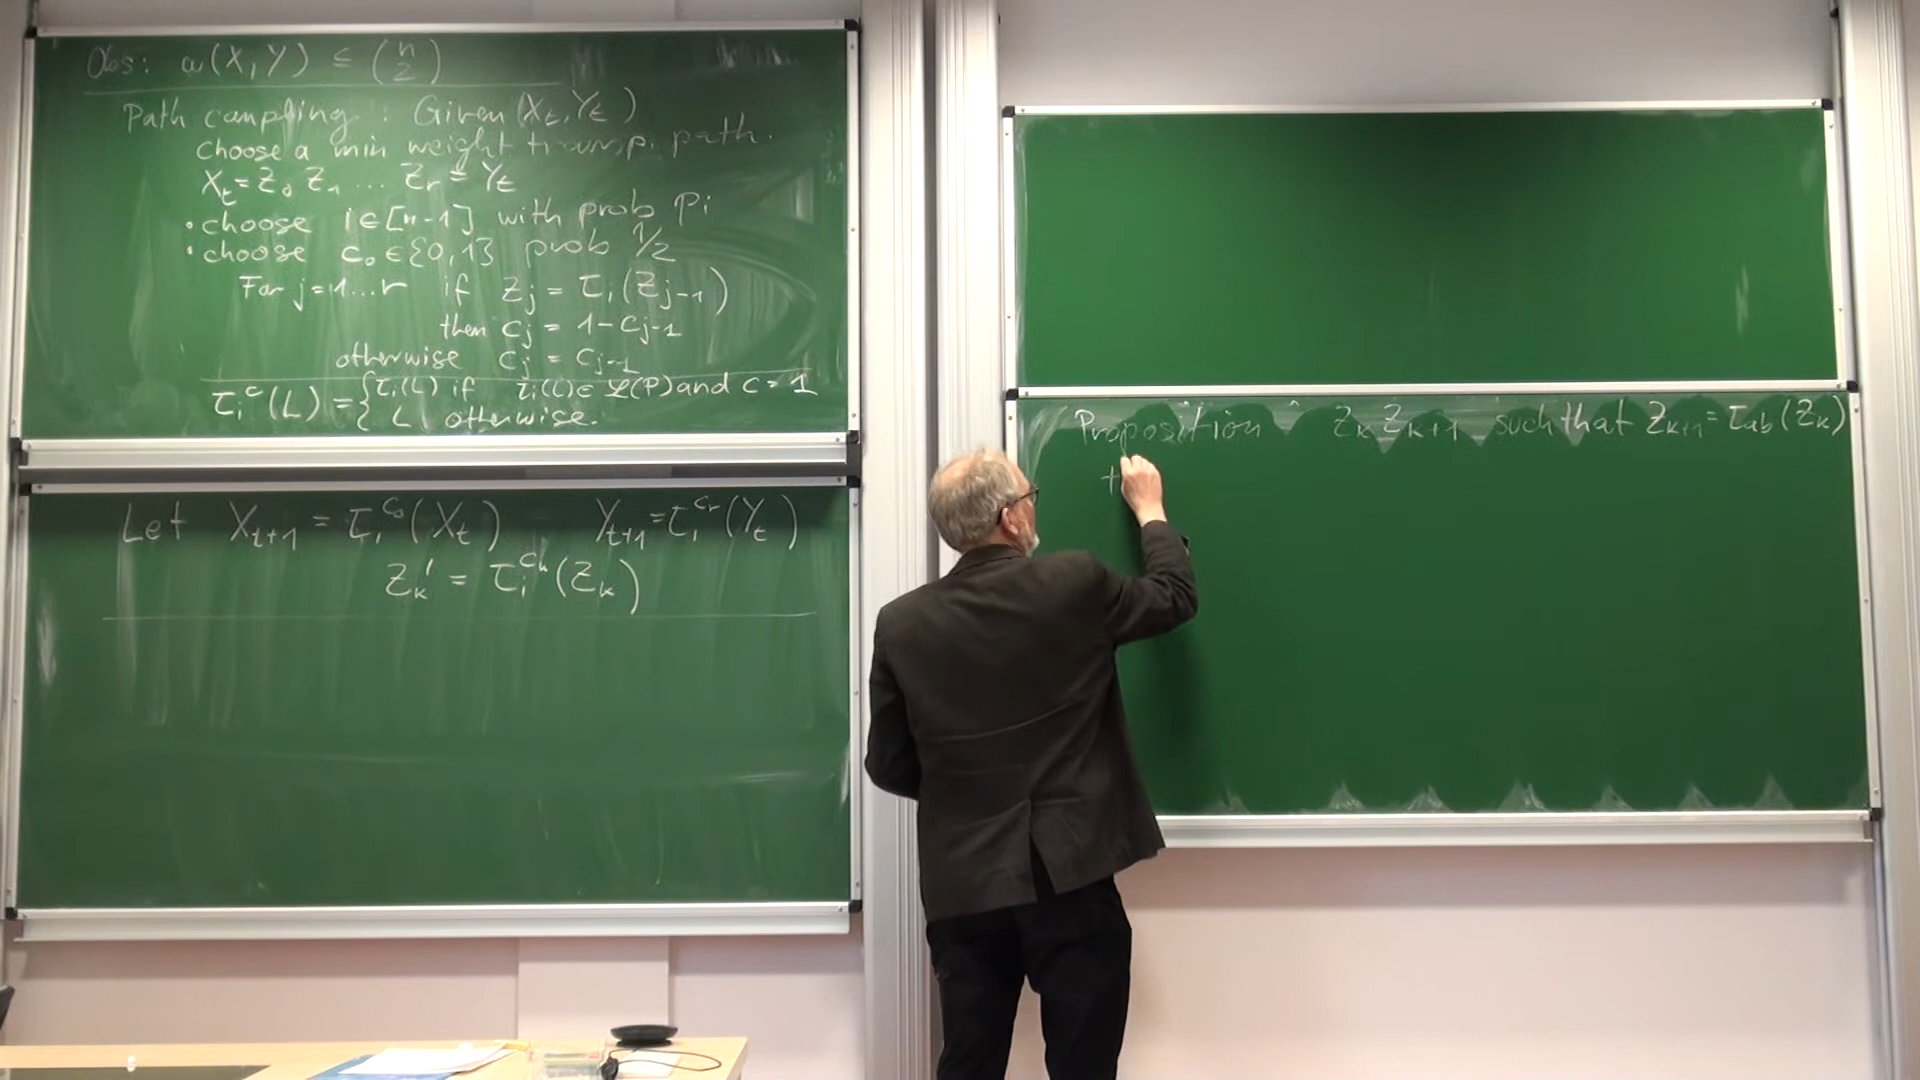 Obs: ω(X,Y) ≤ (n 2)
Path coupling: Given (X_t, Y_t)
choose a min weight transp. path.
X_t = Z_0 Z_1 ... Z_r = Y_t
• choose i∈[n-1] with prob p_i
• choose c_0 ∈ {0,1} prob 1/2
For j=1...r if Z_j = τ_i(Z_{j-1})
then c_j = 1 - c_{j-1}
otherwise c_j = c_{j-1}
τ_i^c(L) = { τ_i(L) if τ_i(L) ∈ ℒ(P) and c = 1
L otherwise.
Let X_{t+1} = τ_i^{c_0}(X_t) Y_{t+1} = τ_i^{c_r}(Y_t)
Z_k' = τ_i^{c_k}(Z_k)
Proposition Z_k Z_{k+1} such that Z_{k+1} = τ_{ab}(Z_k)